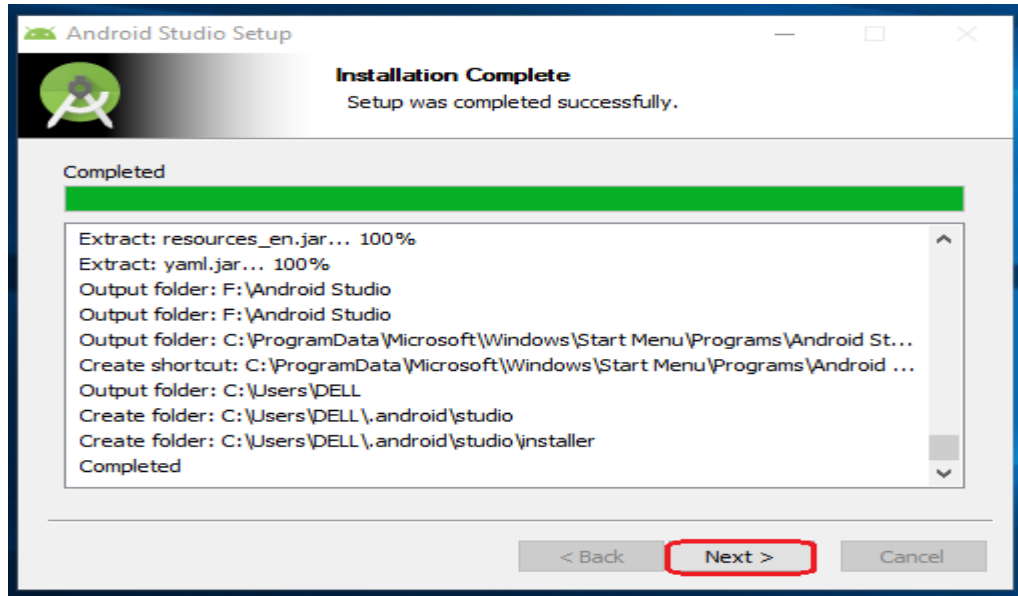 Android Studio Setup
Installation Complete
Setup was completed successfully.
Completed
Extract: resources_en.jar... 100%
Extract: yaml.jar... 100%
Output folder: F:\Android Studio
Output folder: F:\Android Studio
Output folder: C:\ProgramData\Microsoft\Windows\Start Menu\Programs\Android St...
Create shortcut: C:\ProgramData\Microsoft\Windows\Start Menu\Programs\Android ...
Output folder: C:\Users\DELL
Create folder: C:\Users\DELL\.android\studio
Create folder: C:\Users\DELL\.android\studio\installer
Completed
< Back Next > Cancel